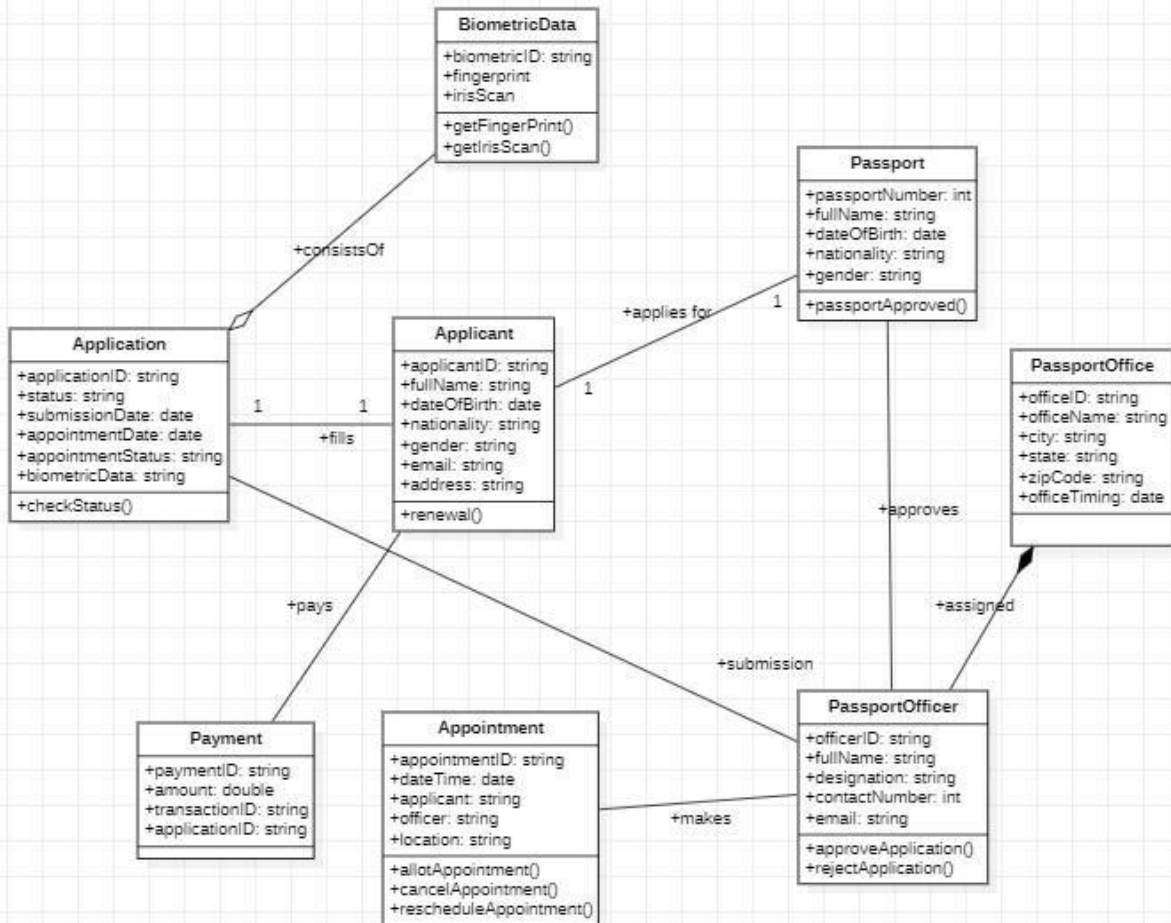 BiometricData
+biometricID: string
+fingerprint
+irisScan
+getFingerPrint()
+getIrisScan()
Passport
+passportNumber: int
+fullName: string
+dateOfBirth: date
+nationality: string
+gender: string
+passportApproved()
+consistsOf
+applies for
1
1
Application
+applicationID: string
+status: string
+submissionDate: date
+appointmentDate: date
+appointmentStatus: string
+biometricData: string
+checkStatus()
1
1
+fills
Applicant
+applicantID: string
+fullName: string
+dateOfBirth: date
+nationality: string
+gender: string
+email: string
+address: string
+renewal()
PassportOffice
+officeID: string
+officeName: string
+city: string
+state: string
+zipCode: string
+officeTiming: date
+approves
+assigned
+pays
+submission
Payment
+paymentID: string
+amount: double
+transactionID: string
+applicationID: string
Appointment
+appointmentID: string
+dateTime: date
+applicant: string
+officer: string
+location: string
+allotAppointment()
+cancelAppointment()
+rescheduleAppointment()
+makes
PassportOfficer
+officerID: string
+fullName: string
+designation: string
+contactNumber: int
+email: string
+approveApplication()
+rejectApplication()